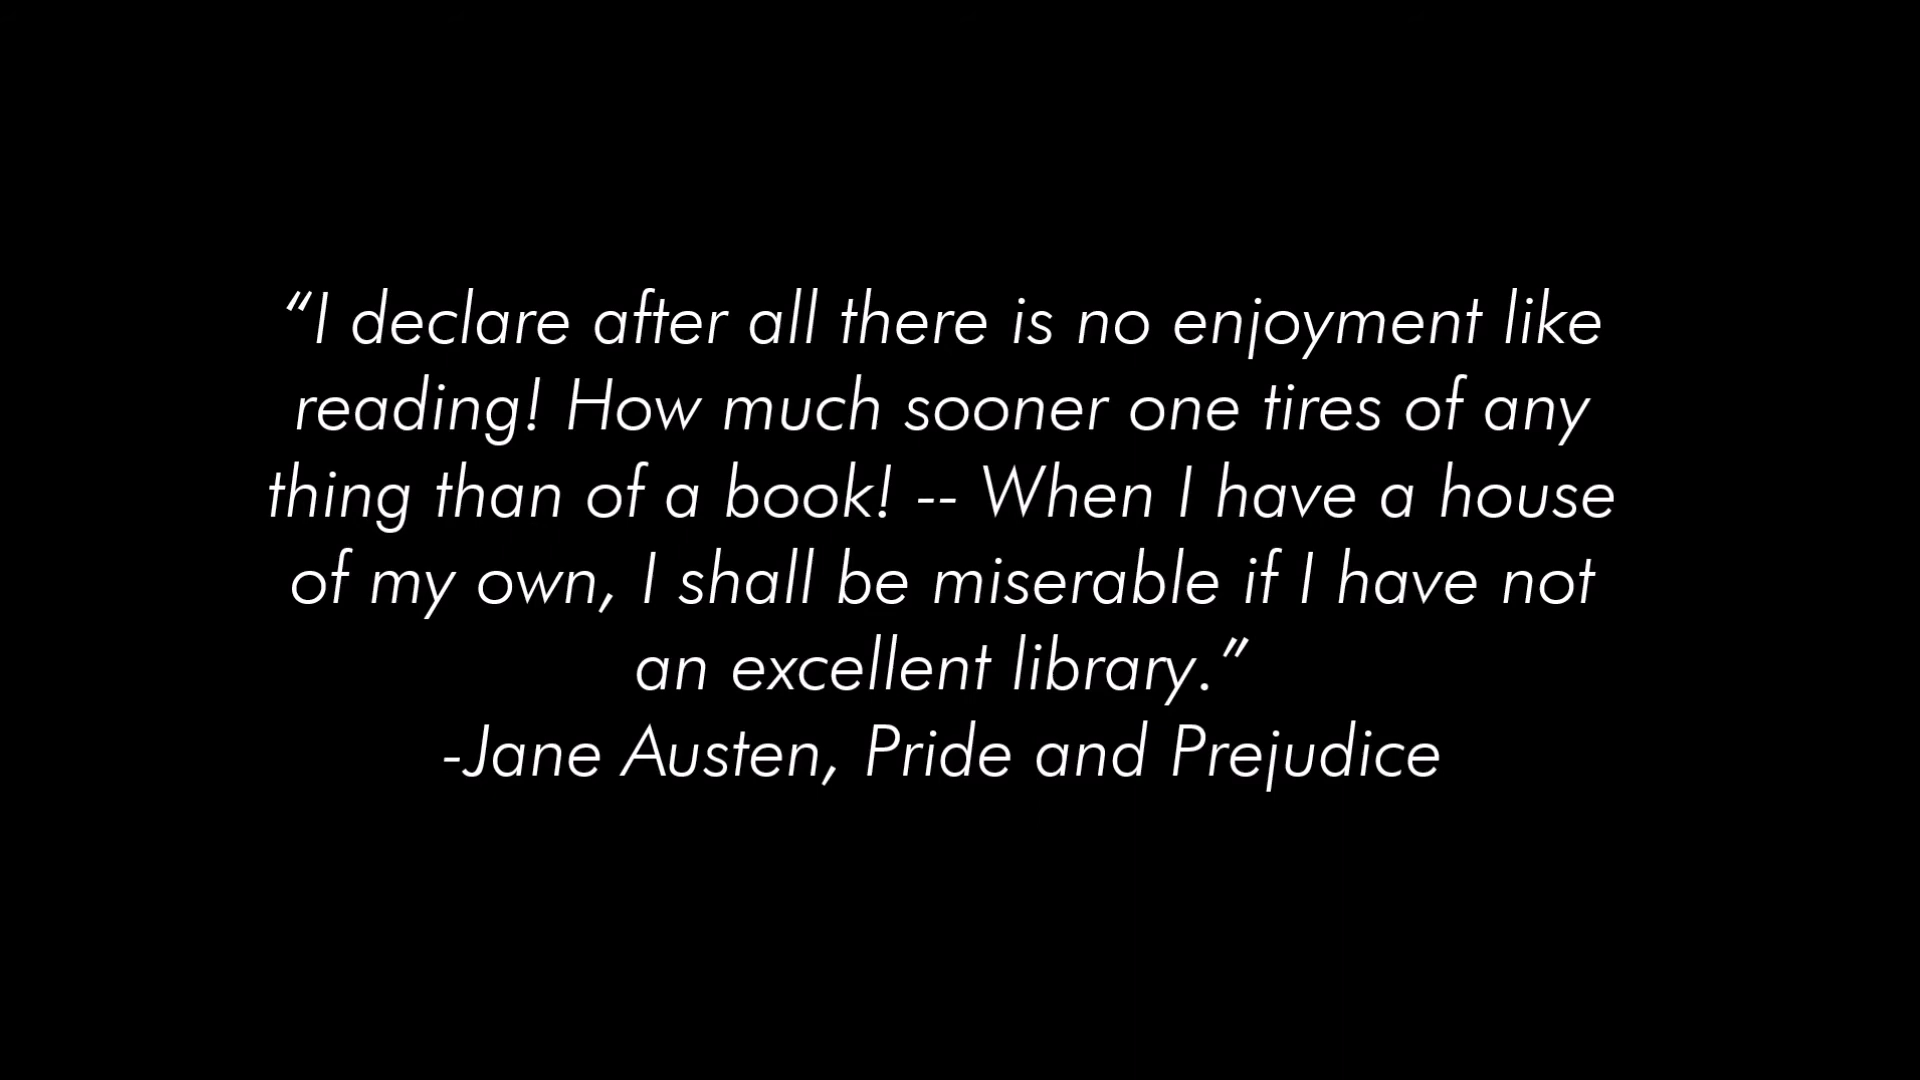 “I declare after all there is no enjoyment like
reading! How much sooner one tires of any
thing than of a book! -- When I have a house
of my own, I shall be miserable if I have not
an excellent library.”
-Jane Austen, Pride and Prejudice